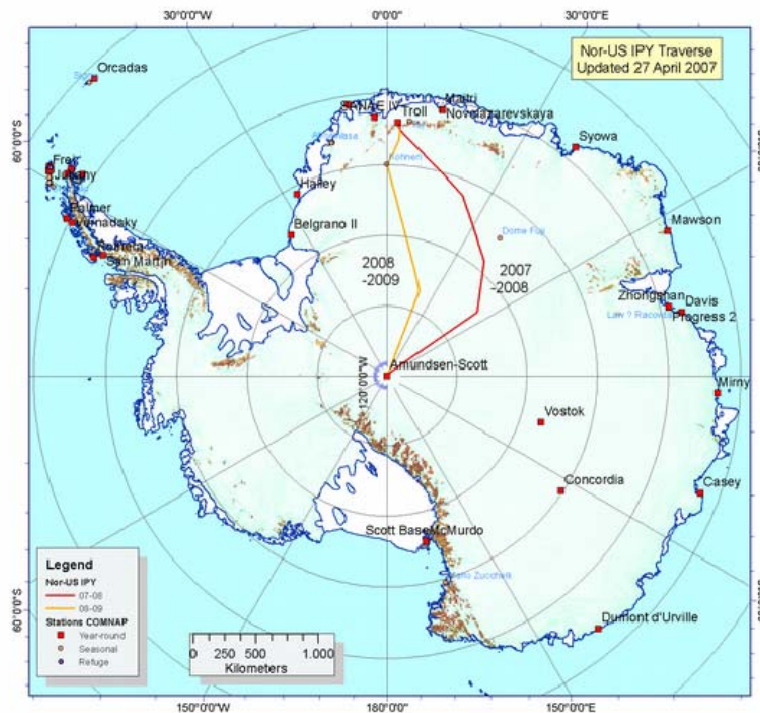 30°0'0"W
0°0'0"
30°0'0"E
Nor-US IPY Traverse
Updated 27 April 2007
Orcadas
60°0'0"S
SANAE IV
Troll
Maitri
Novolazarevskaya
Syowa
Kohnen
Halley
Belgrano II
Palmer
Vernadsky
San Martin
Dome Fuji
Mawson
2008
-2009
2007
-2008
Zhongshan
Davis
Progress 2
Amundsen-Scott
120°0'0"W
Mirny
Vostok
Concordia
Casey
Scott Base
McMurdo
Mario Zucchelli
Dumont d'Urville
Legend
Nor-US IPY
07-08
08-09
Stations COMNAP
Year-round
Seasonal
Refuge
0 250 500 1.000
Kilometers
60°0'0"S
150°0'0"W
180°0'0"
150°0'0"E